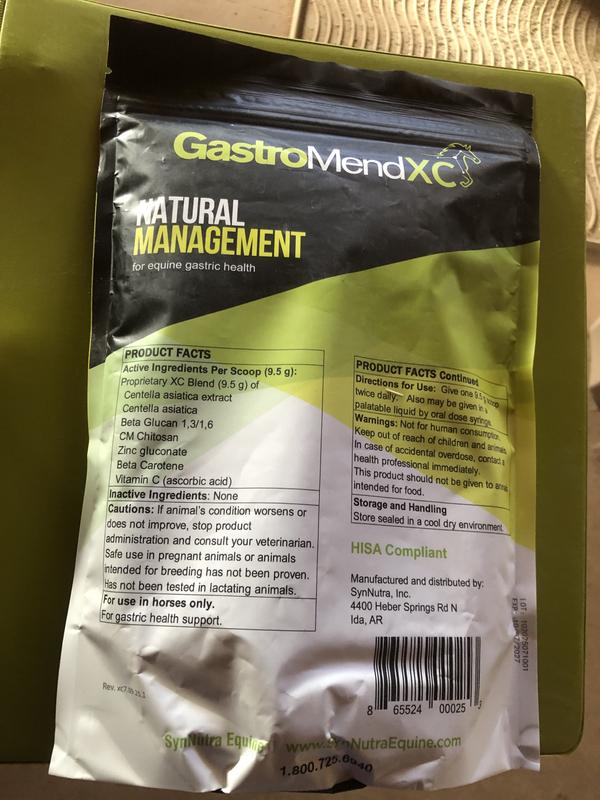 GastroMendXC
NATURAL
MANAGEMENT
for equine gastric health
PRODUCT FACTS
Active Ingredients Per Scoop (9.5 g):
Proprietary XC Blend (9.5 g) of
Centella asiatica extract
Centella asiatica
Beta Glucan 1,3/1,6
CM Chitosan
Zinc gluconate
Beta Carotene
Vitamin C (ascorbic acid)
Inactive Ingredients: None
Cautions: If animal's condition worsens or
does not improve, stop product
administration and consult your veterinarian.
Safe use in pregnant animals or animals
intended for breeding has not been proven.
Has not been tested in lactating animals.
For use in horses only.
For gastric health support.
PRODUCT FACTS Continued
Directions for Use: Give one 9.5 g scoop
twice daily. Also may be given in a
palatable liquid by oral dose syringe.
Warnings: Not for human consumption.
Keep out of reach of children and animals.
In case of accidental overdose, contact a
health professional immediately.
This product should not be given to
intended for food.
Storage and Handling
Store sealed in a cool dry environment.
HISA Compliant
Manufactured and distributed by:
SynNutra, Inc.
4400 Heber Springs Rd N
Ida, AR
LOT:
EXP:
8 65524 00025
SynNutra Equine | www.SynNutraEquine.com
1.800.725.